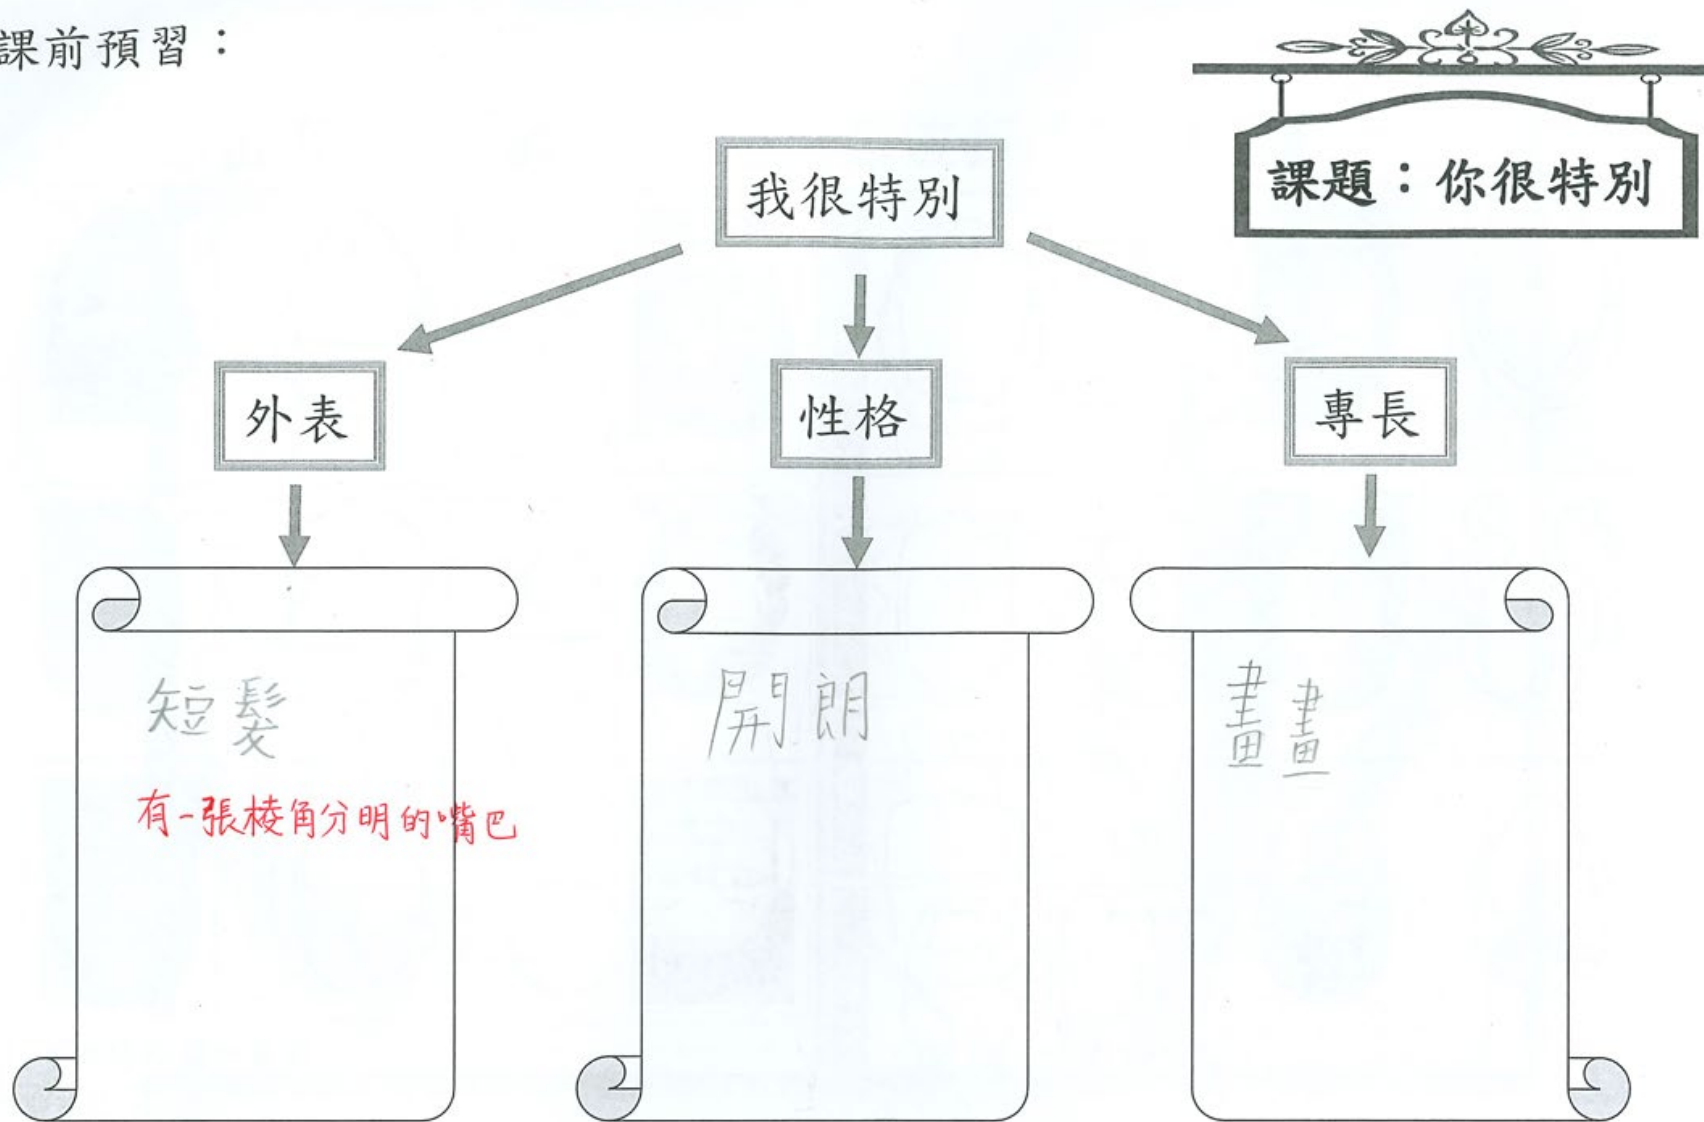 課前預習：
課題：你很特別
我很特別
外表
性格
專長
短髮
有一張棱角分明的嘴巴
開朗
畫畫